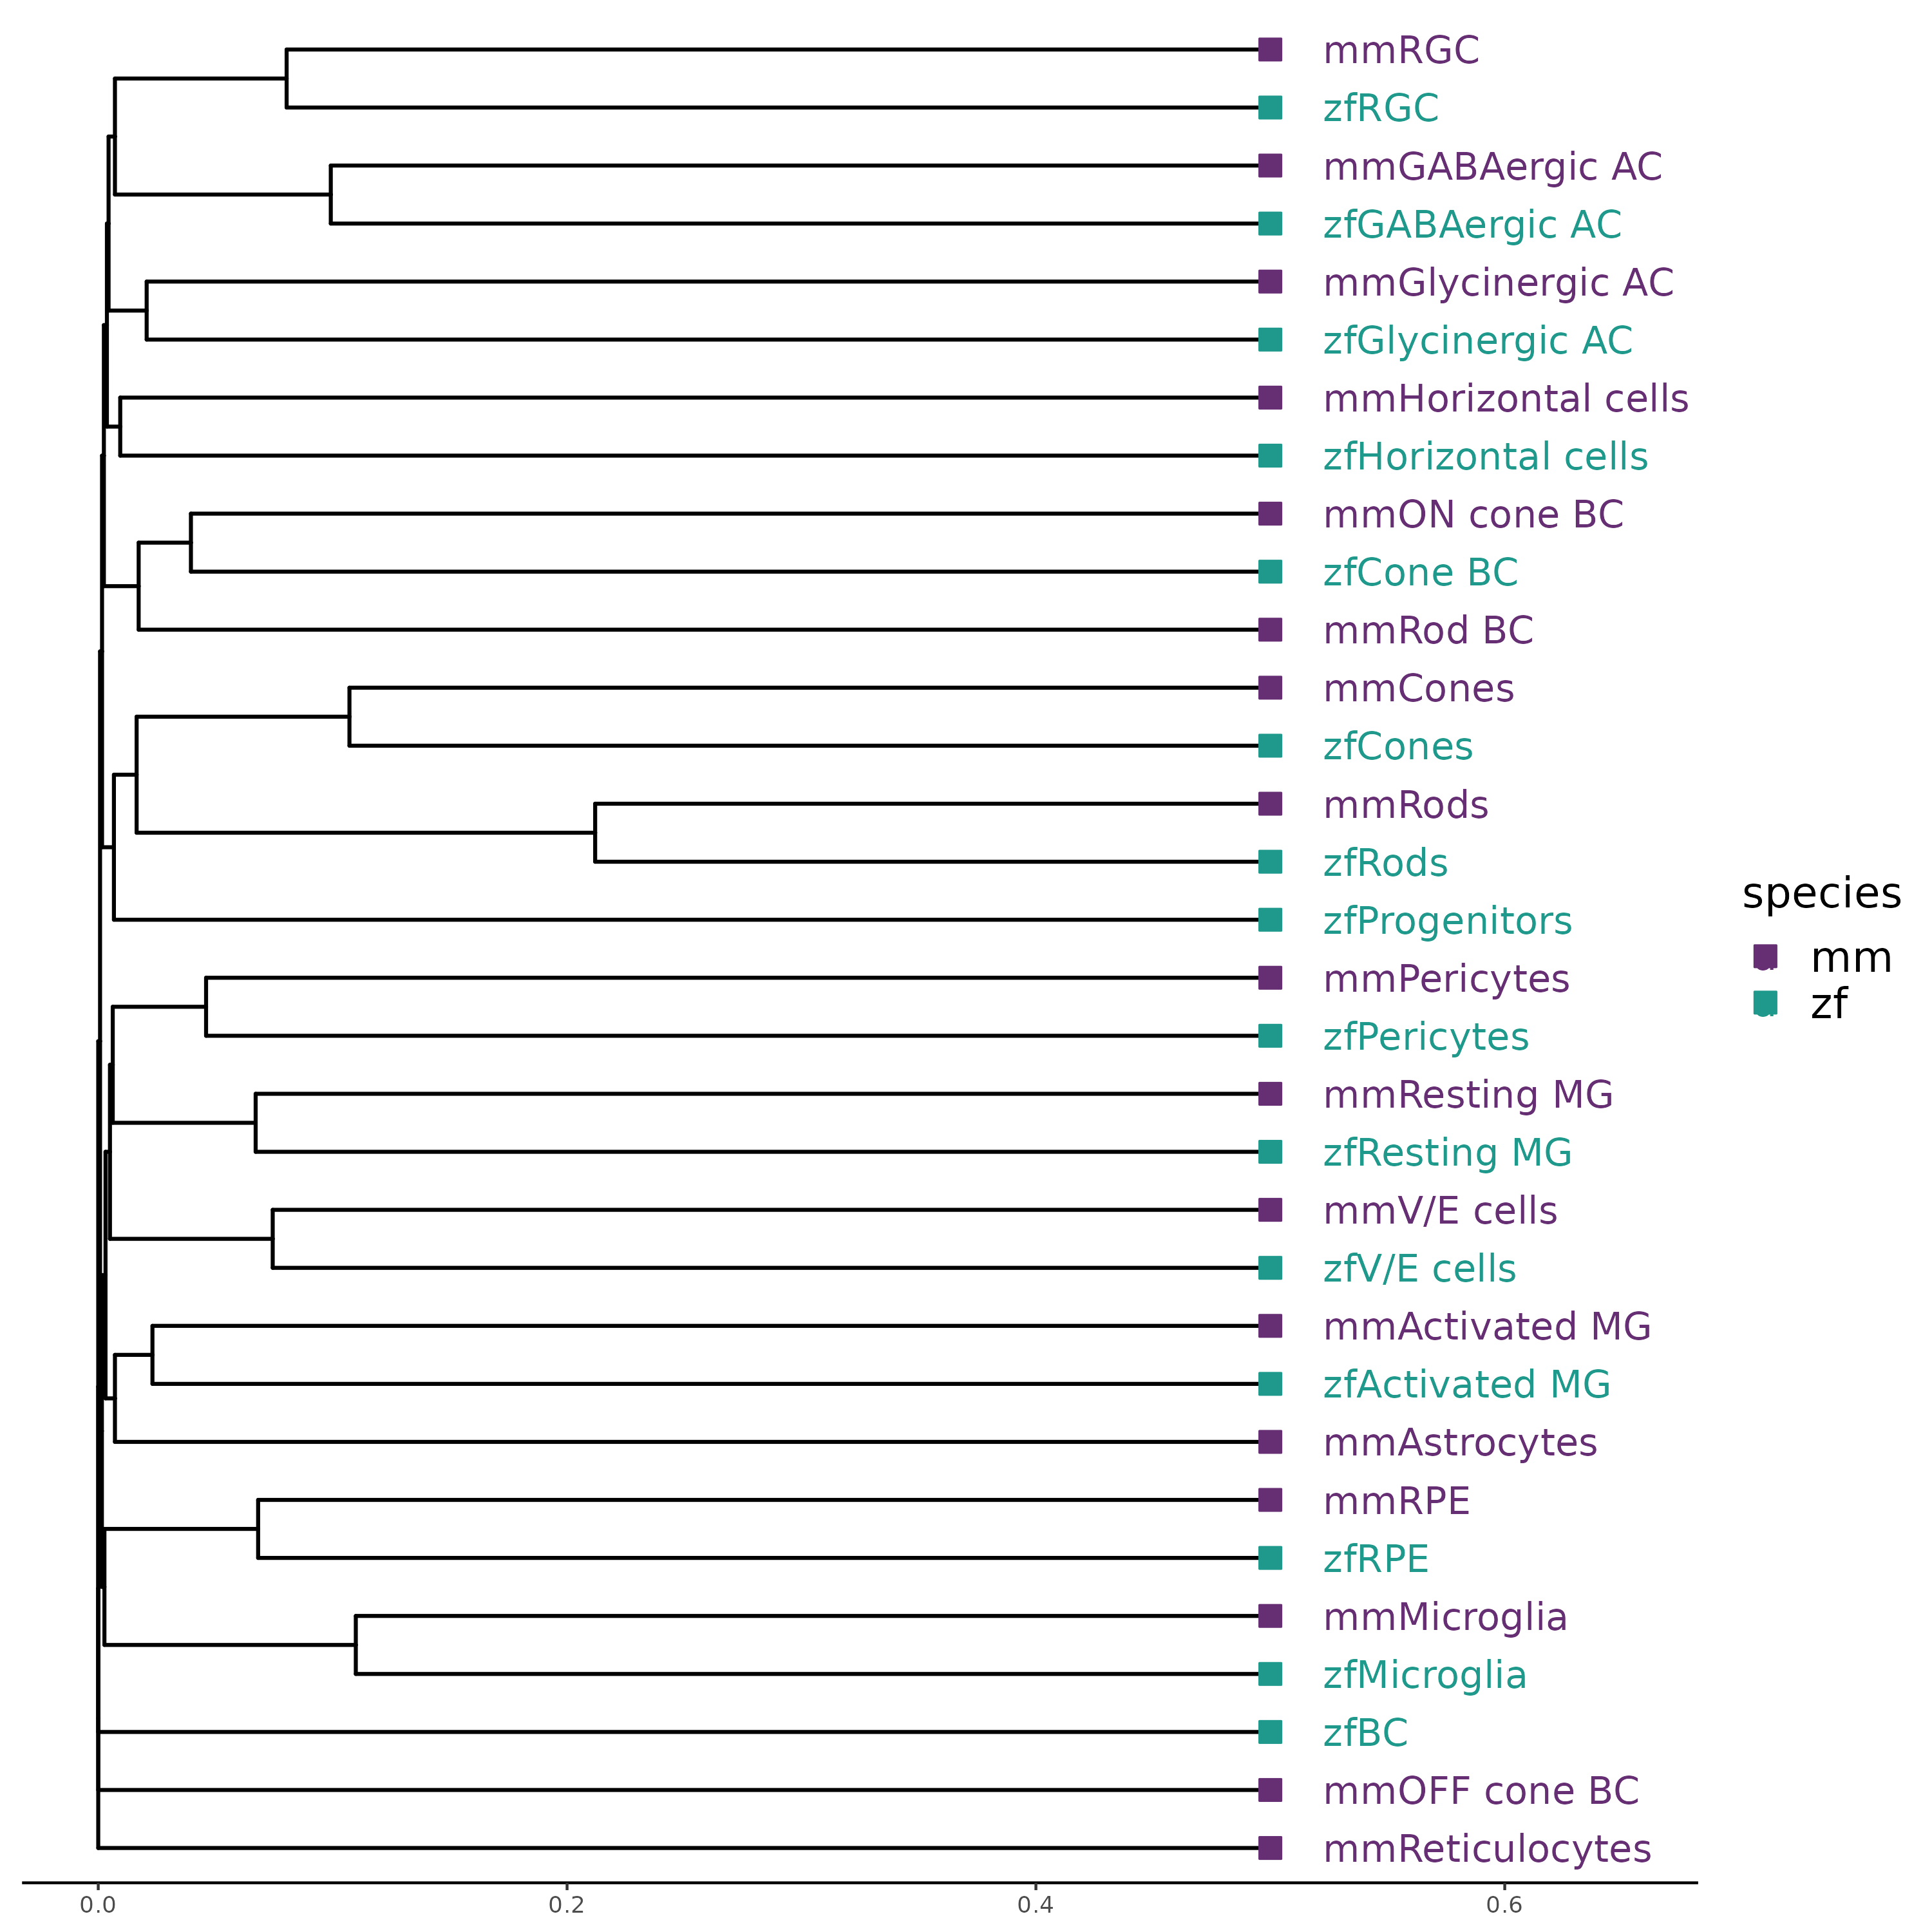 mmRGC
zfRGC
mmGABAergic AC
zfGABAergic AC
mmGlycinergic AC
zfGlycinergic AC
mmHorizontal cells
zfHorizontal cells
mmON cone BC
zfCone BC
mmRod BC
mmCones
zfCones
mmRods
zfRods
zfProgenitors
mmPericytes
zfPericytes
mmResting MG
zfResting MG
mmV/E cells
zfV/E cells
mmActivated MG
zfActivated MG
mmAstrocytes
mmRPE
zfRPE
mmMicroglia
zfMicroglia
zfBC
mmOFF cone BC
mmReticulocytes
species
mm
zf
0.0 0.2 0.4 0.6